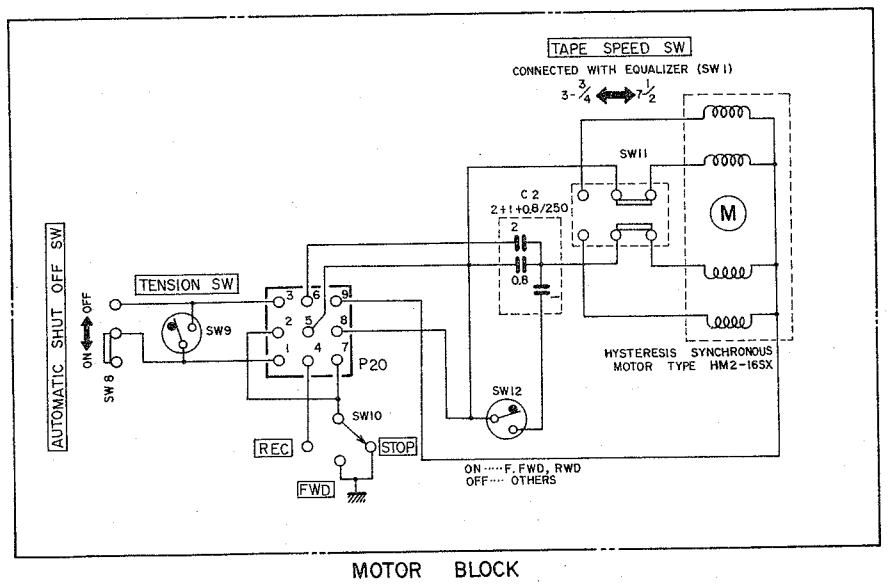 TAPE SPEED SW
CONNECTED WITH EQUALIZER (SW1)
3-3/4 7-1/2
SW11
C2
2+1+0.8/250
2
0.8
1
M
HYSTERESIS SYNCHRONOUS
MOTOR TYPE HM2-16SX
AUTOMATIC SHUT OFF SW
ON OFF
SW8
TENSION SW
SW9
3 6 9
2 5 8
1 4 7
P20
SW10
REC
STOP
FWD
SW12
ON.....F. FWD, RWD
OFF.... OTHERS
MOTOR BLOCK